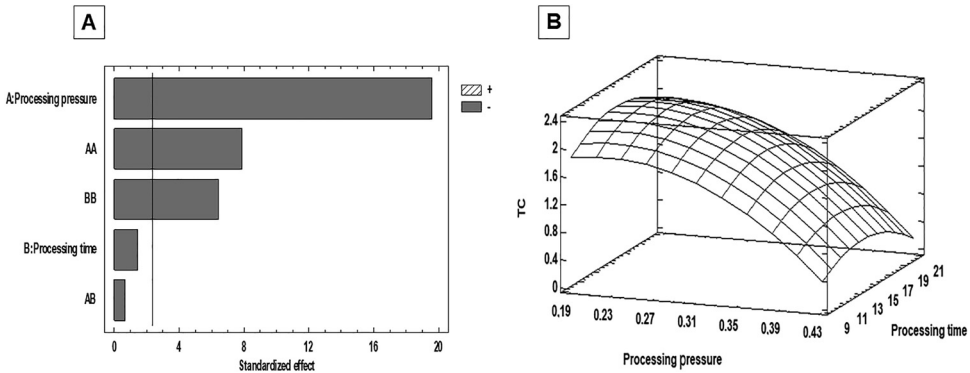 A
A:Processing pressure
AA
BB
B:Processing time
AB
0 4 8 12 16 20
Standardized effect
+
-
B
2.4
2
1.6
1.2
0.8
0.4
0
TC
0.19 0.23 0.27 0.31 0.35 0.39 0.43
Processing pressure
9 11 13 15 17 19 21
Processing time